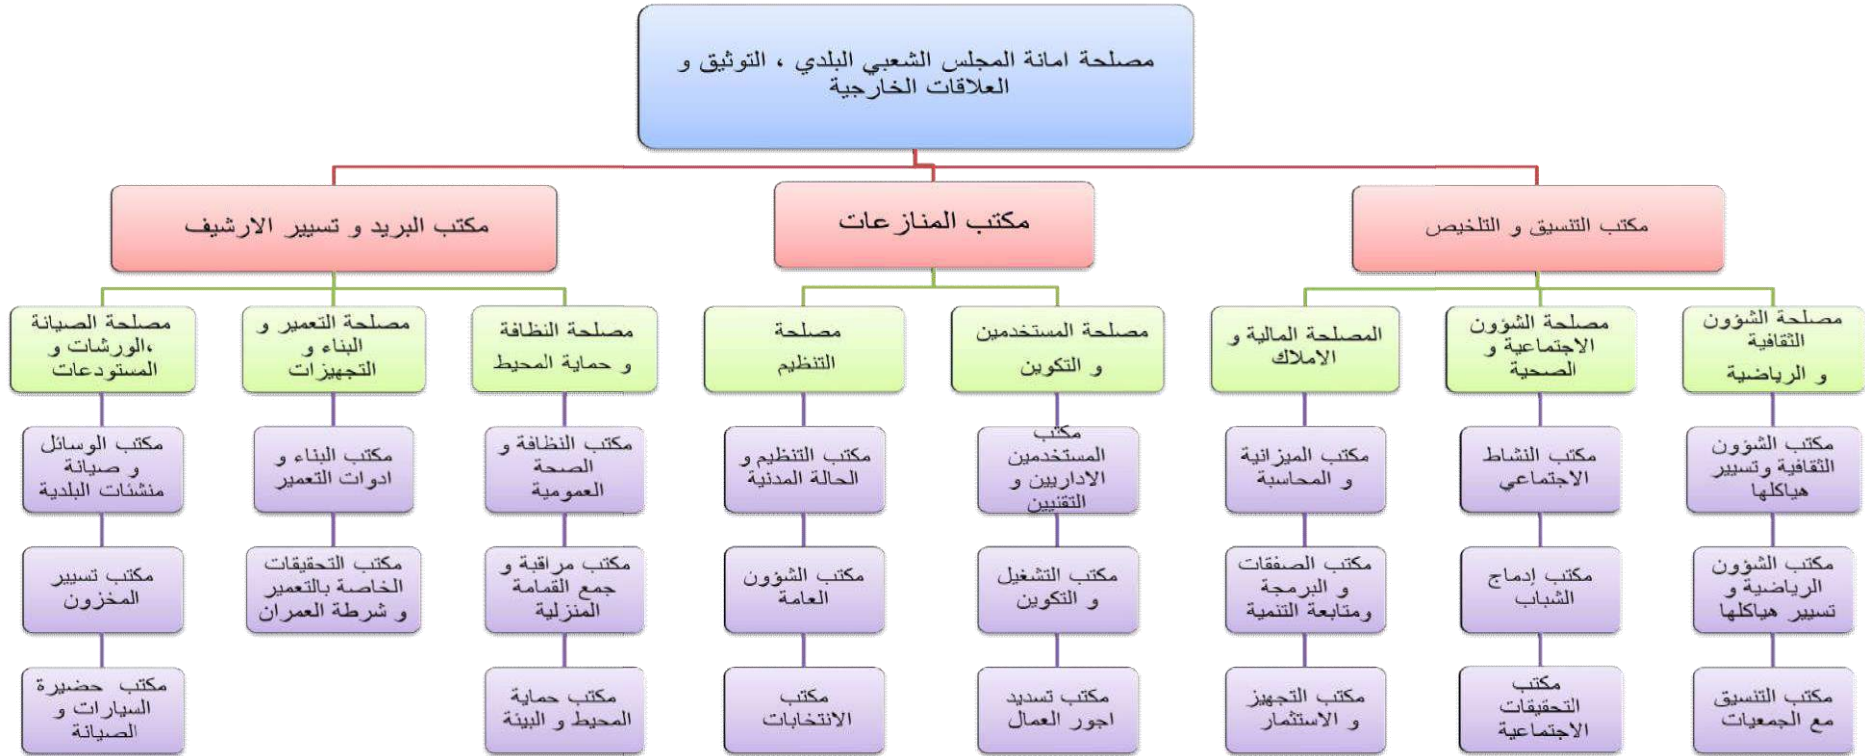 مصلحة امانة المجلس الشعبي البلدي ، التوثيق و
العلاقات الخارجية
مكتب التنسيق و التلخيص
مكتب المنازعات
مكتب البريد و تسيير الارشيف
مصلحة الشؤون
الثقافية
و الرياضية
مصلحة الشؤون
الاجتماعية و
الصحية
المصلحة المالية و
الاملاك
مصلحة المستخدمين
و التكوين
مصلحة
التنظيم
مصلحة النظافة
و حماية المحيط
مصلحة التعمير و
البناء و
التجهيزات
مصلحة الصيانة
،الورشات و
المستودعات
مكتب الشؤون
الثقافية وتسيير
هياكلها
مكتب النشاط
الاجتماعي
مكتب الميزانية
و المحاسبة
مكتب
المستخدمين
الاداريين و
التقنيين
مكتب التنظيم و
الحالة المدنية
مكتب النظافة و
الصحة
العمومية
مكتب البناء و
ادوات التعمير
مكتب الوسائل
و صيانة
منشئات البلدية
مكتب الشؤون
الرياضية و
تسيير هياكلها
مكتب إدماج
الشباب
مكتب الصفقات
و البرمجة
ومتابعة التنمية
مكتب التشغيل
و التكوين
مكتب الشؤون
العامة
مكتب مراقبة و
جمع القمامة
المنزلية
مكتب التحقيقات
الخاصة بالتعمير
و شرطة العمران
مكتب تسيير
المخزون
مكتب التنسيق
مع الجمعيات
مكتب
التحقيقات
الاجتماعية
مكتب التجهيز
و الاستثمار
مكتب تسديد
اجور العمال
مكتب
الانتخابات
مكتب حماية
المحيط و البيئة
مكتب حضيرة
السيارات و
الصيانة